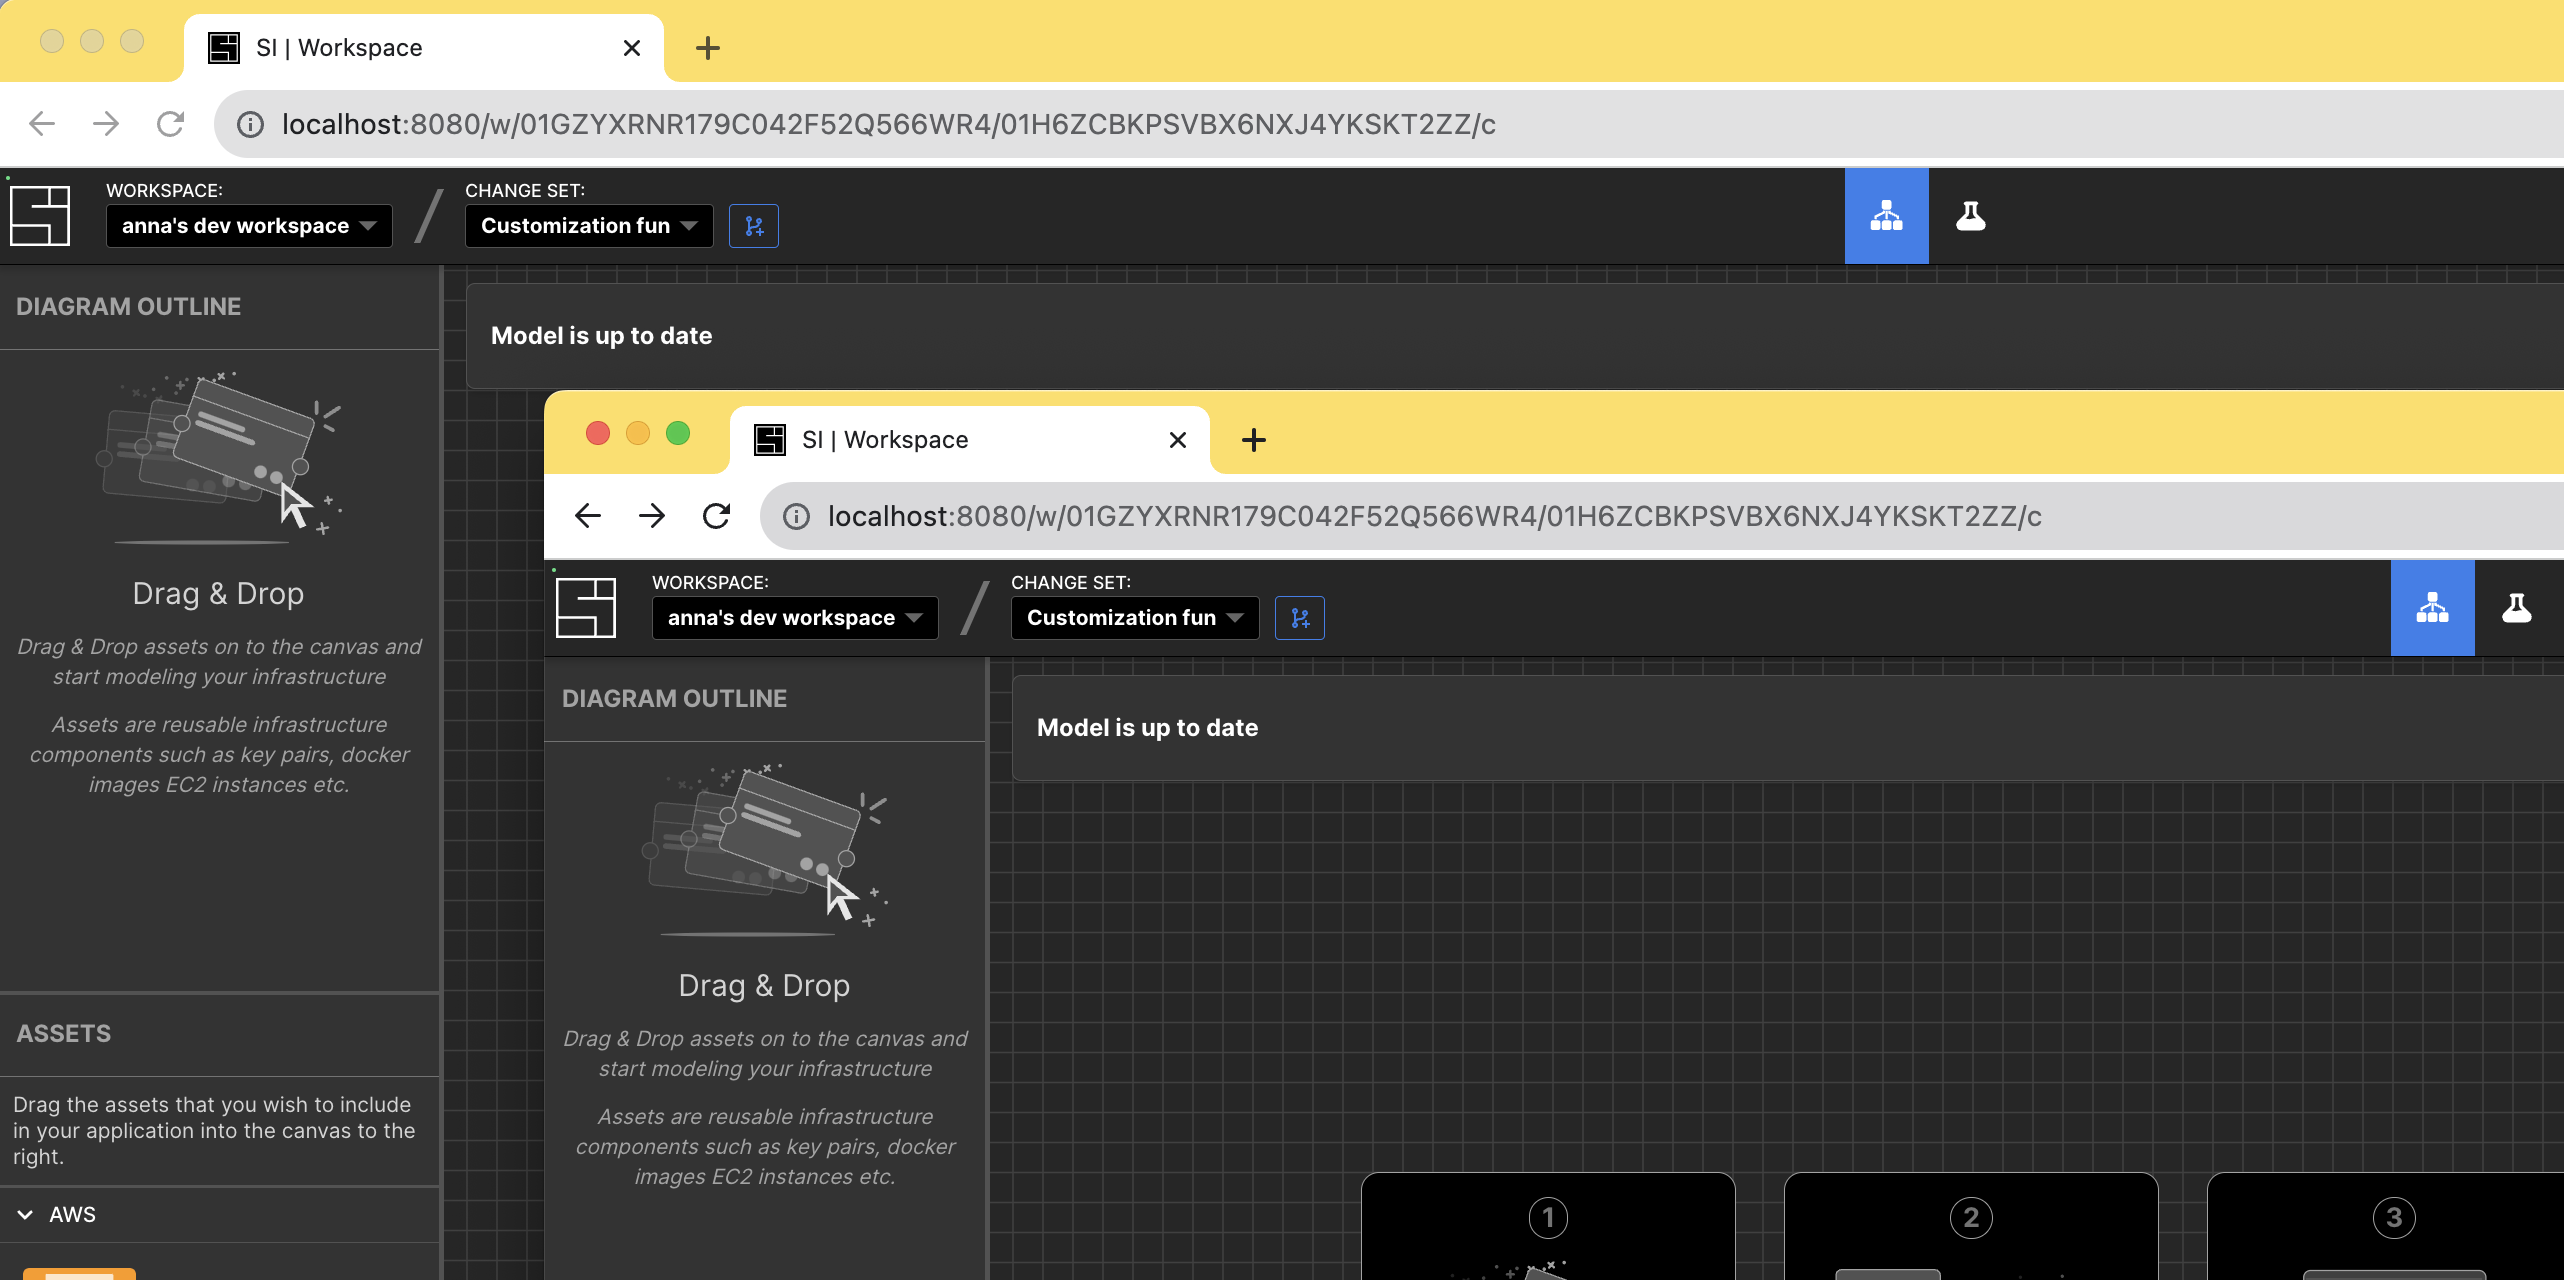 SI | Workspace
localhost:8080/w/01GZYXRNR179C042F52Q566WR4/01H6ZCBKPSVBX6NXJ4YKSKT2ZZ/c
WORKSPACE:
anna's dev workspace
CHANGE SET:
Customization fun
DIAGRAM OUTLINE
Model is up to date
Drag & Drop
Drag & Drop assets on to the canvas and
start modeling your infrastructure
Assets are reusable infrastructure
components such as key pairs, docker
images EC2 instances etc.
ASSETS
Drag the assets that you wish to include
in your application into the canvas to the
right.
AWS
SI | Workspace
localhost:8080/w/01GZYXRNR179C042F52Q566WR4/01H6ZCBKPSVBX6NXJ4YKSKT2ZZ/c
WORKSPACE:
anna's dev workspace
CHANGE SET:
Customization fun
DIAGRAM OUTLINE
Model is up to date
Drag & Drop
Drag & Drop assets on to the canvas and
start modeling your infrastructure
Assets are reusable infrastructure
components such as key pairs, docker
images EC2 instances etc.
1
2
3